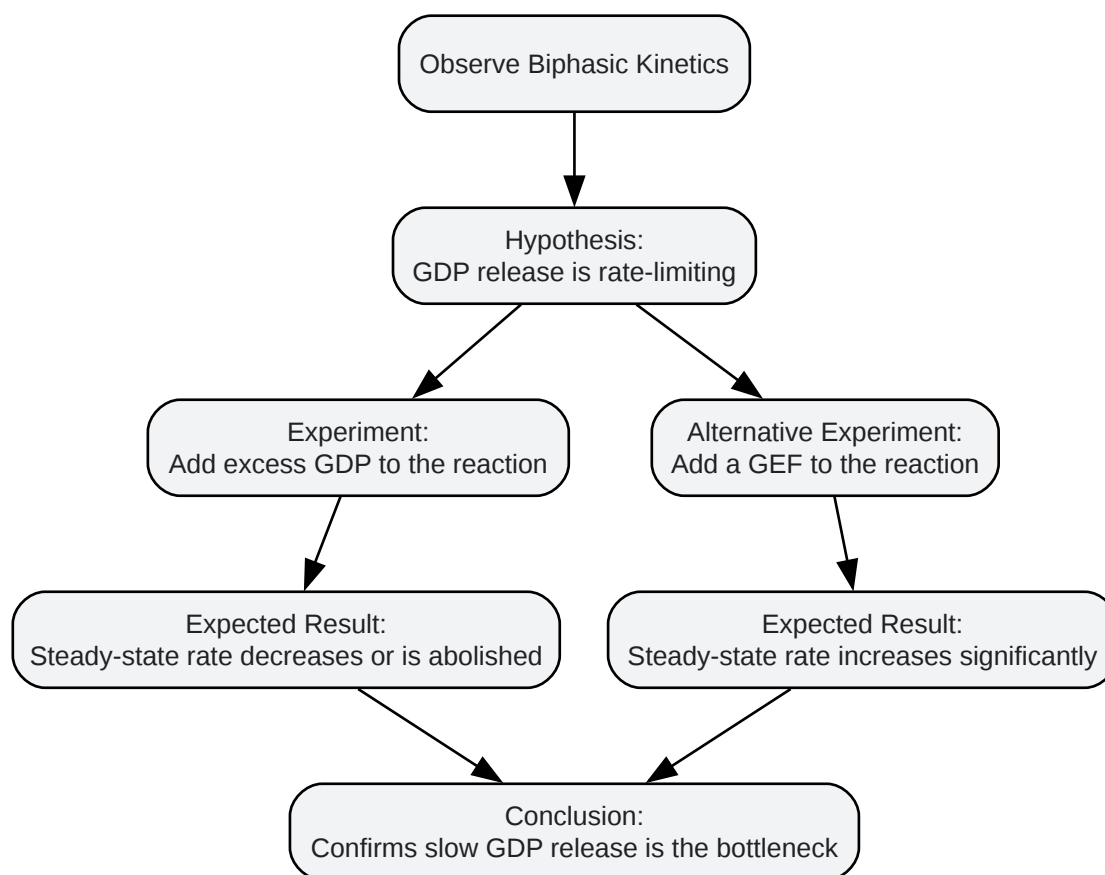 Observe Biphasic Kinetics
Hypothesis:
GDP release is rate-limiting
Experiment:
Add excess GDP to the reaction
Alternative Experiment:
Add a GEF to the reaction
Expected Result:
Steady-state rate decreases or is abolished
Expected Result:
Steady-state rate increases significantly
Conclusion:
Confirms slow GDP release is the bottleneck